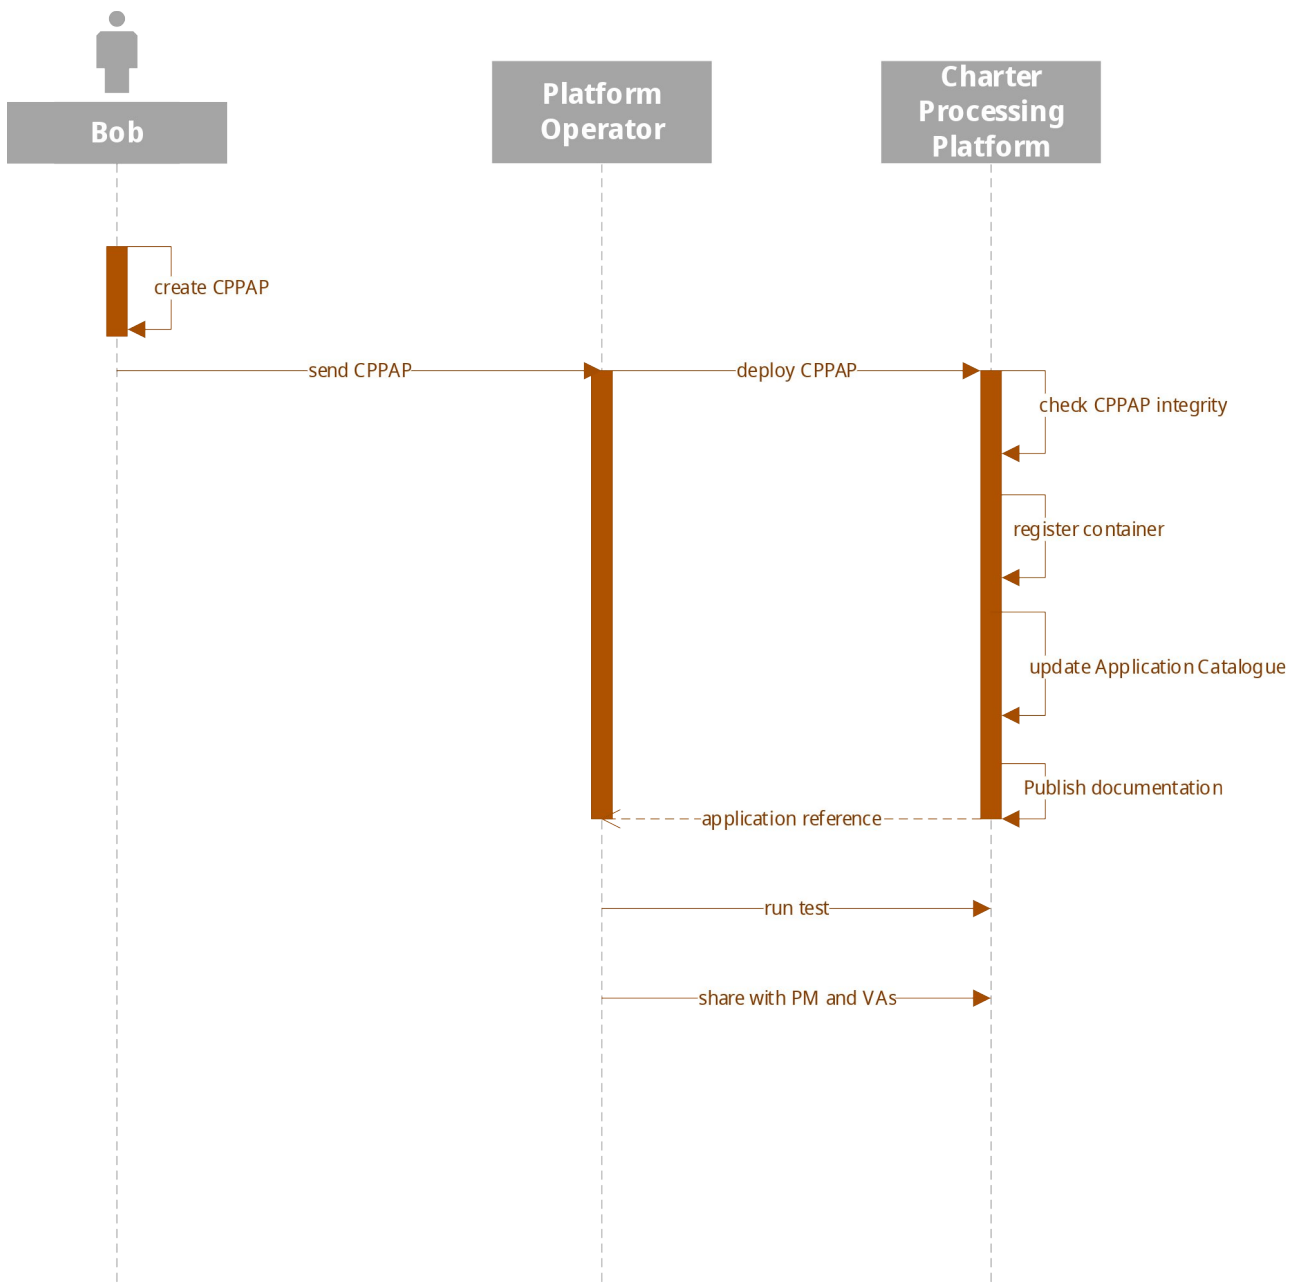 Bob
Platform
Operator
Charter
Processing
Platform
create CPPAP
send CPPAP
deploy CPPAP
check CPPAP integrity
register container
update Application Catalogue
Publish documentation
application reference
run test
share with PM and VAs